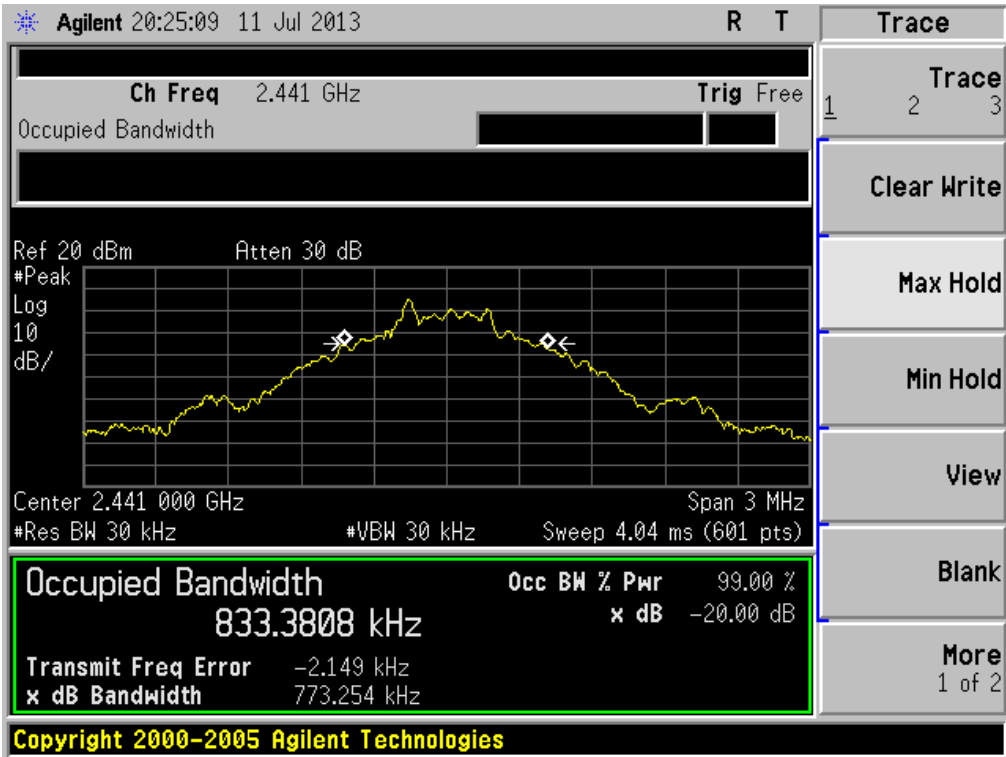 Agilent 20:25:09 11 Jul 2013 R T
Trace
Ch Freq 2.441 GHz Trig Free
Occupied Bandwidth
Trace
1 2 3
Clear Write
Max Hold
Min Hold
View
Blank
More
1 of 2
Ref 20 dBm Atten 30 dB
#Peak
Log
10
dB/
Center 2.441 000 GHz Span 3 MHz
#Res BW 30 kHz #VBW 30 kHz Sweep 4.04 ms (601 pts)
Occupied Bandwidth Occ BW % Pwr 99.00 %
833.3808 kHz x dB -20.00 dB
Transmit Freq Error -2.149 kHz
x dB Bandwidth 773.254 kHz
Copyright 2000-2005 Agilent Technologies